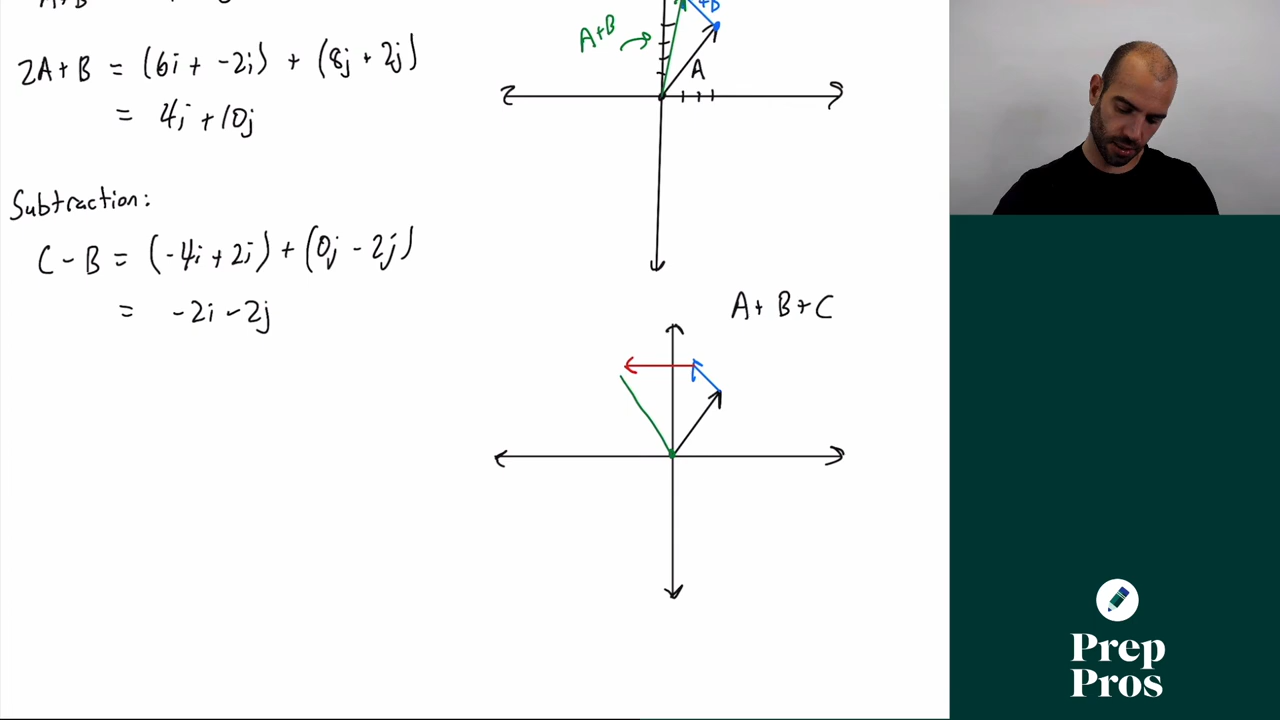 A+B
2A+B = (6i + -2i) + (8j + 2j)
= 4i + 10j
Subtraction:
C - B = (-4i + 2i) + (0j - 2j)
= -2i - 2j
A+B
+B
A
A + B + C
Prep
Pros